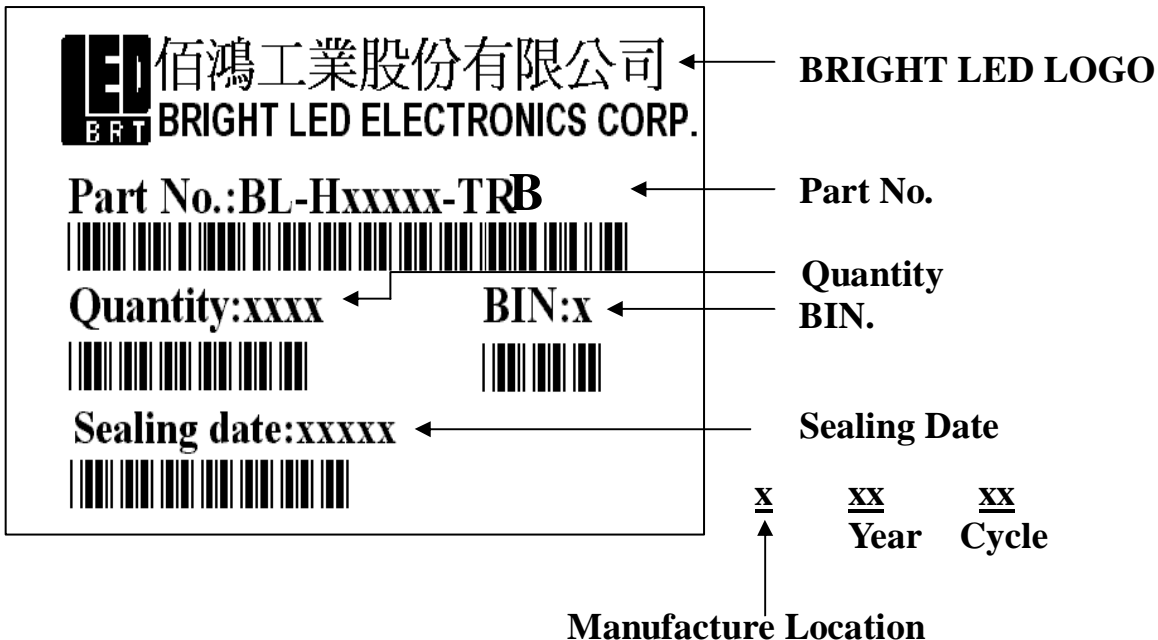 LED
BRT
佰鴻工業股份有限公司
BRIGHT LED ELECTRONICS CORP.
BRIGHT LED LOGO
Part No.:BL-Hxxxxx-TRB
Part No.
Quantity:xxxx
BIN:x
Quantity
BIN.
Sealing date:xxxxx
Sealing Date
x xx xx
Year Cycle
Manufacture Location